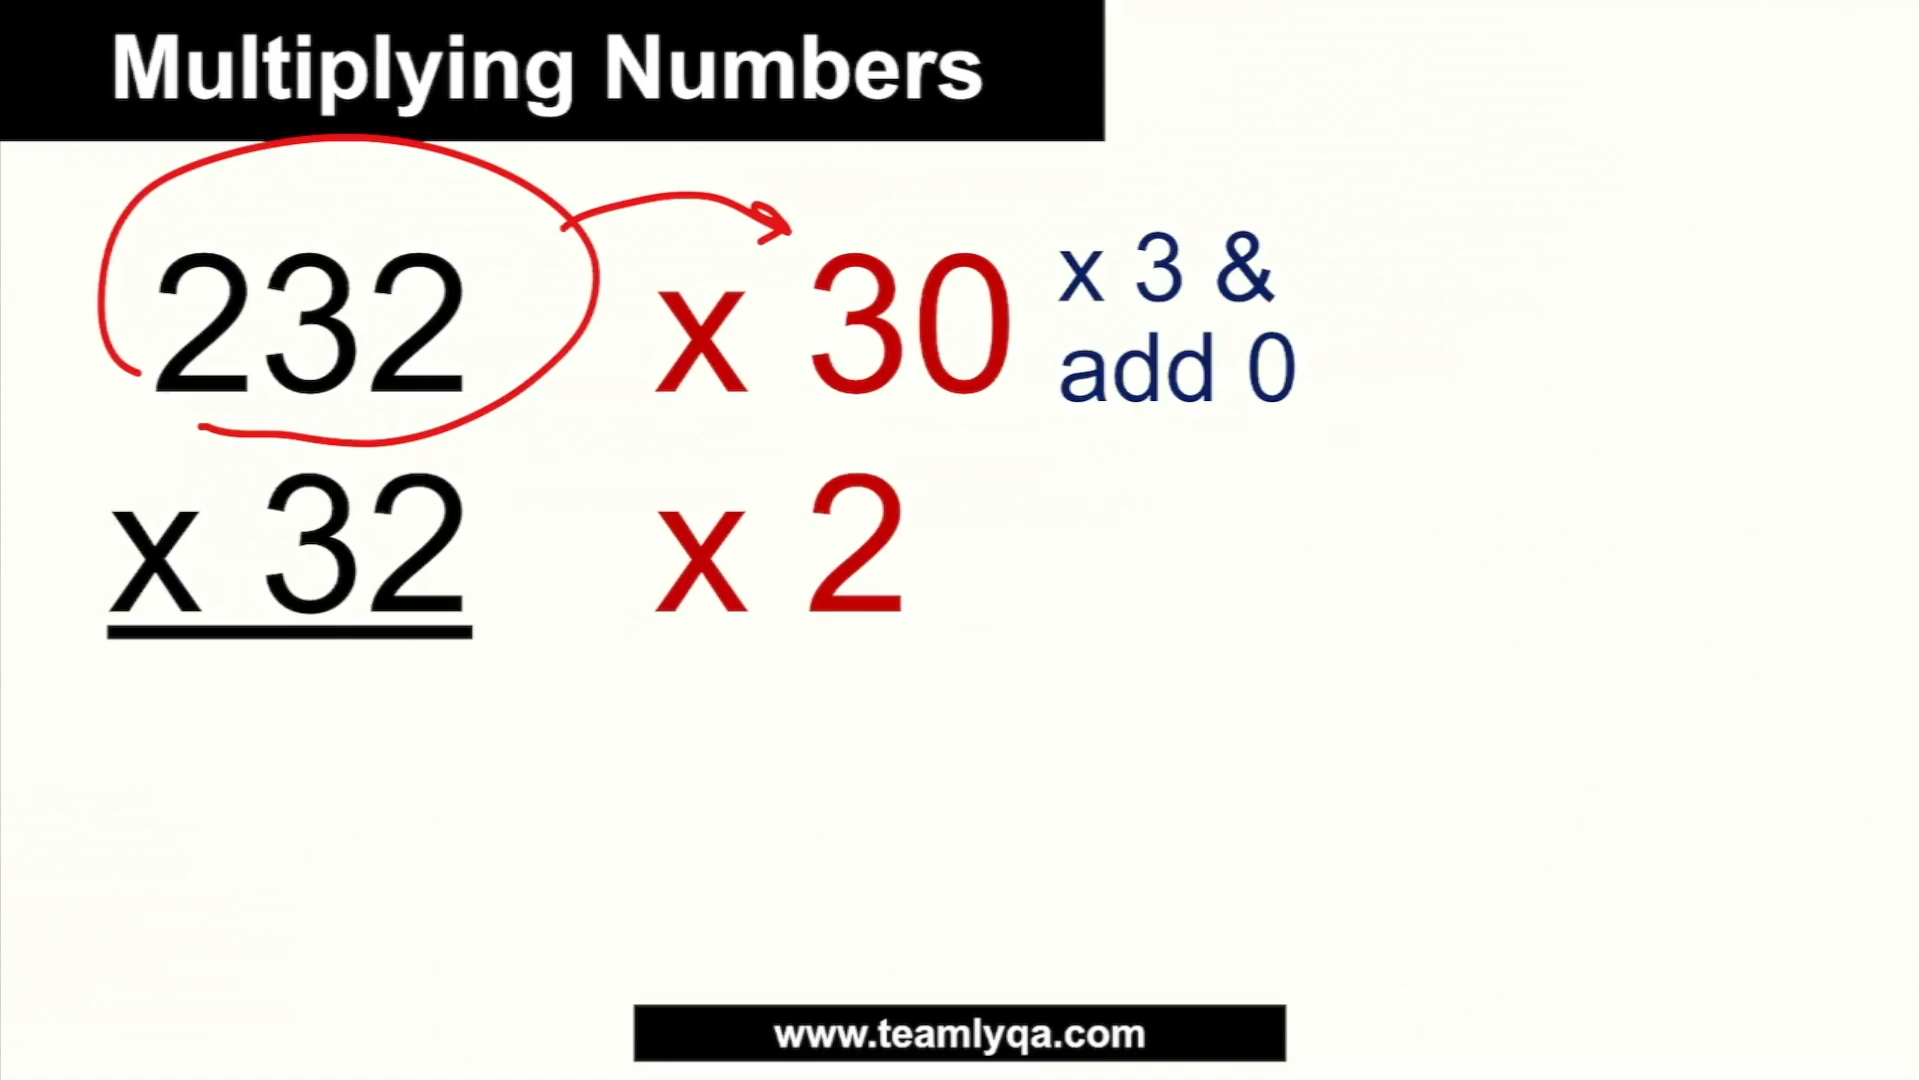 Multiplying Numbers
232 x 30 x 3 &
add 0
x 32 x 2
www.teamlyqa.com